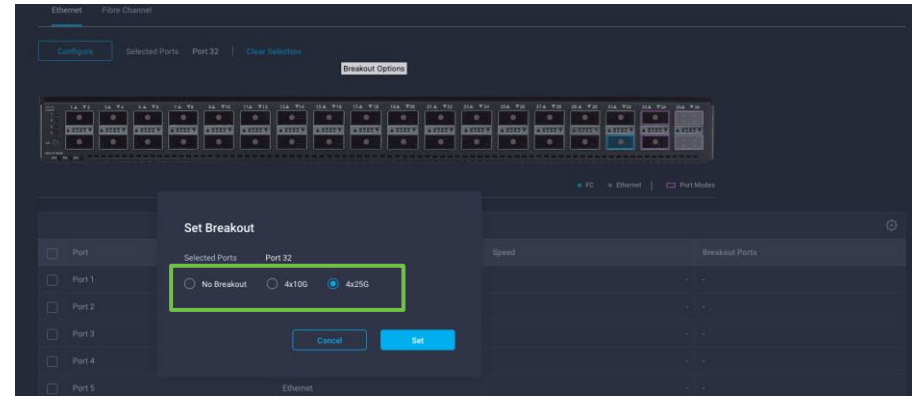 Ethernet Fibre Channel
Configure Selected Ports Port 32 | Clear Selection
Breakout Options
FC Ethernet | Port Modes
Set Breakout
Selected Ports Port 32
No Breakout 4x10G 4x25G
Cancel Set
Port Speed Breakout Ports
Port 1 - -
Port 2 - -
Port 3 - -
Port 4 - -
Port 5 Ethernet - -